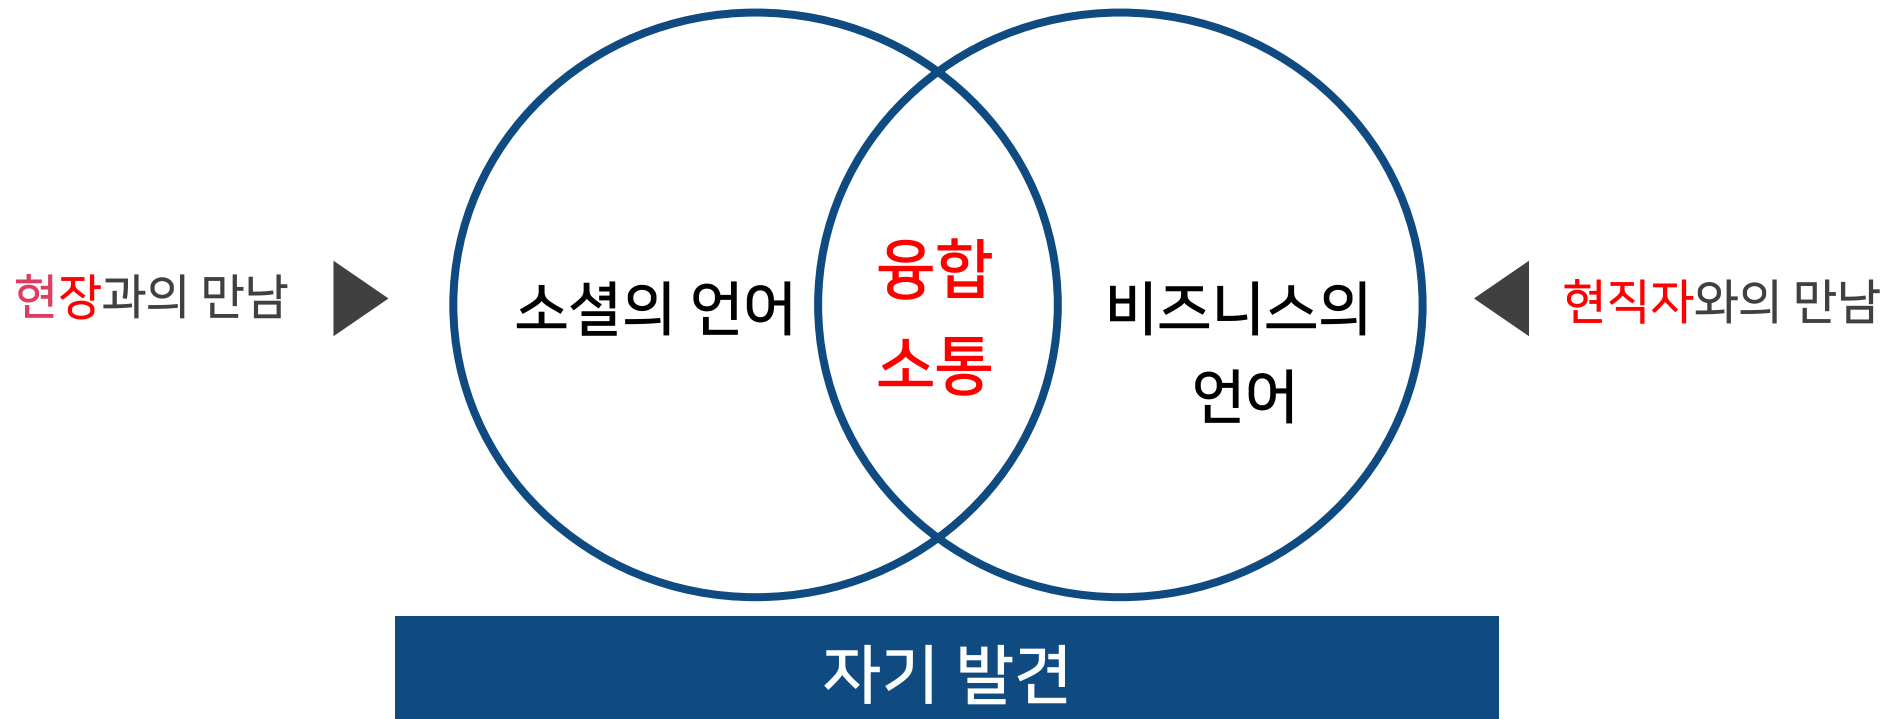 현장과의 만남
소셜의 언어
융합
소통
비즈니스의
언어
현직자와의 만남
자기 발견